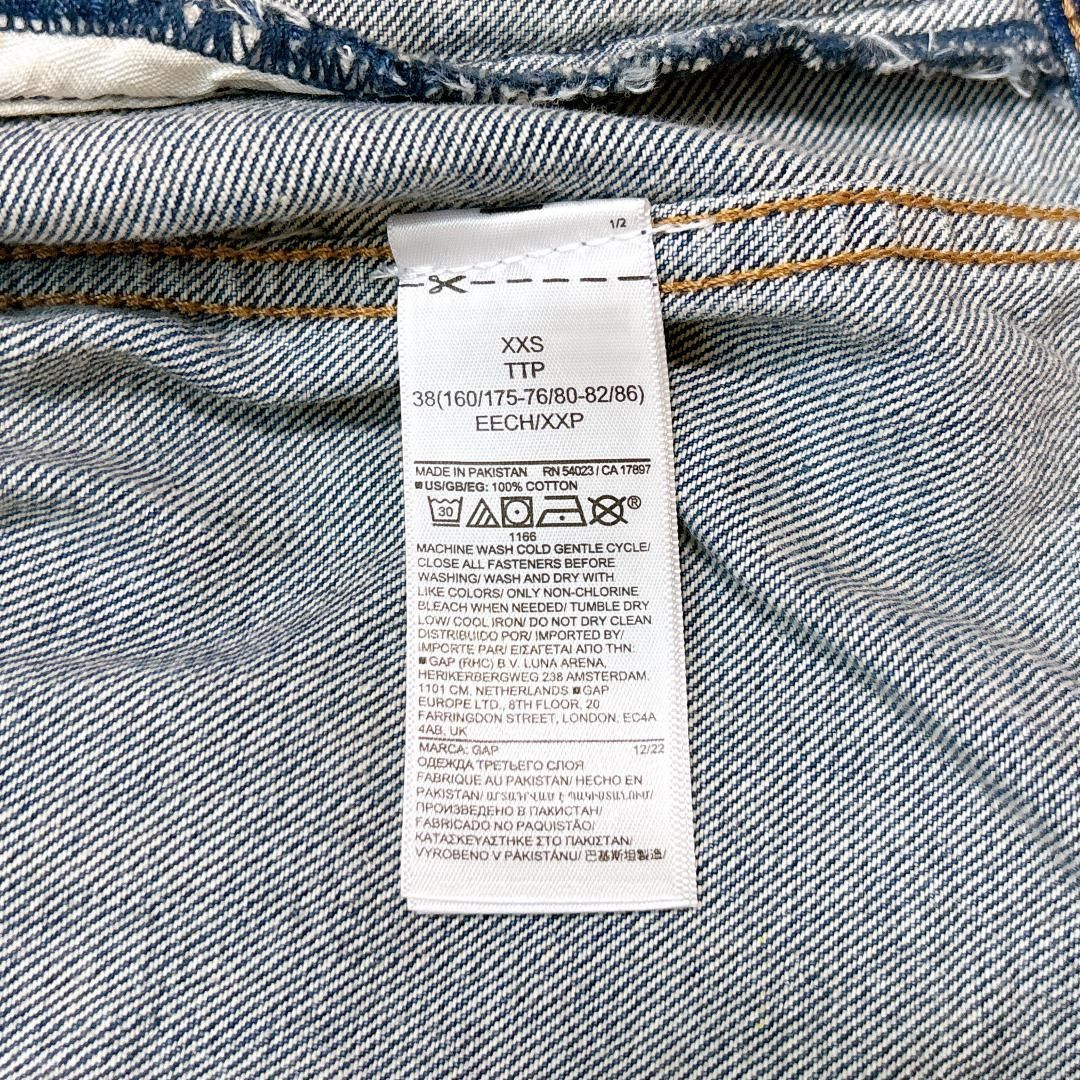 1/2
XXS
TTP
38(160/175-76/80-82/86)
EECH/XXP
MADE IN PAKISTAN RN 54023 / CA 17897
US/GB/EG: 100% COTTON
30 ®
1166
MACHINE WASH COLD GENTLE CYCLE/
CLOSE ALL FASTENERS BEFORE
WASHING/ WASH AND DRY WITH
LIKE COLORS/ ONLY NON-CHLORINE
BLEACH WHEN NEEDED/ TUMBLE DRY
LOW/ COOL IRON/ DO NOT DRY CLEAN
DISTRIBUIDO POR/ IMPORTED BY/
IMPORTE PAR/ ΕΙΣΑΓΕΤΑΙ ΑΠΟ ΤΗΝ:
GAP (RHC) B.V. LUNA ARENA,
HERIKERBERGWEG 238 AMSTERDAM.
1101 CM, NETHERLANDS GAP
EUROPE LTD., 8TH FLOOR, 20
FARRINGDON STREET, LONDON, EC4A
4AB, UK
MARCA: GAP 12/22
ОДЕЖДА ТРЕТЬЕГО СЛОЯ
FABRIQUE AU PAKISTAN/ HECHO EN
PAKISTAN/ ԱՐՏԱԴՐՎԱԾ Է ՊԱԿԻՍՏԱՆՈՒՄ/
ПРОИЗВЕДЕНО В ПАКИСТАН/
FABRICADO NO PAQUISTÃO/
ΚΑΤΑΣΚΕΥΑΣΤΗΚΕ ΣΤΟ ΠΑΚΙΣΤΑΝ/
VYROBENO V PÁKISTÁNU/ 巴基斯坦製造/